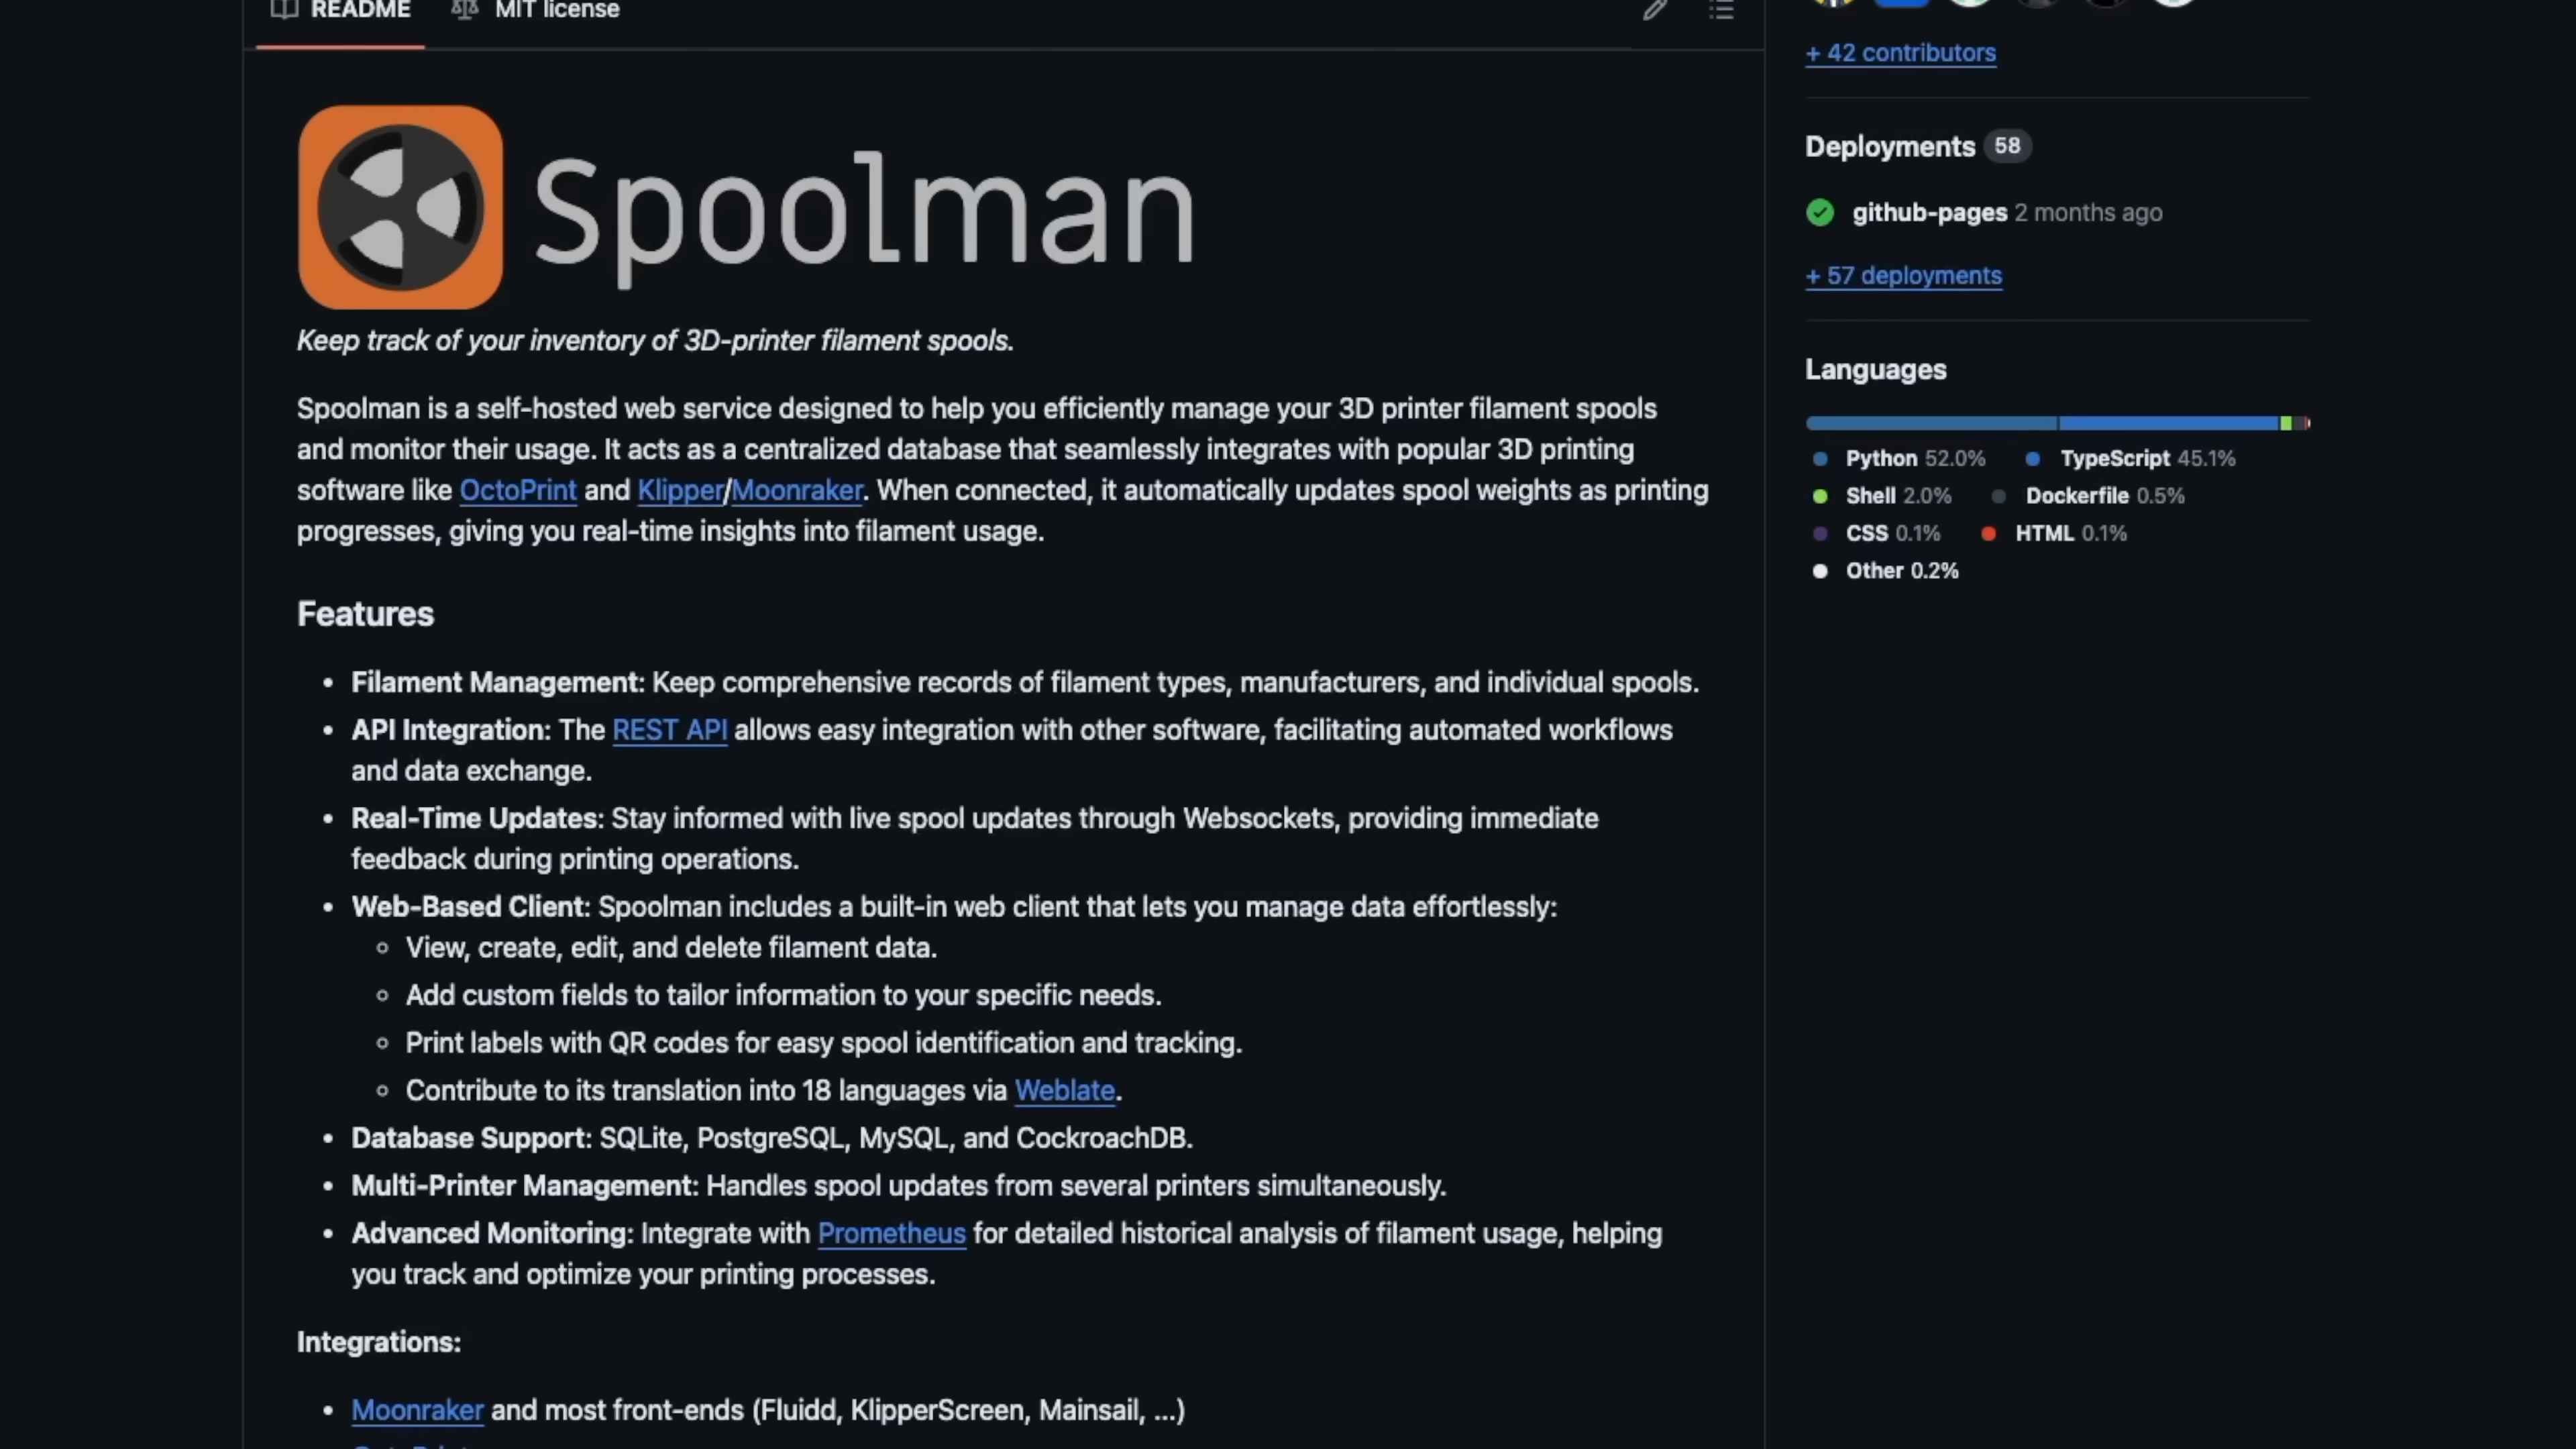 README MIT license
Spoolman
Keep track of your inventory of 3D-printer filament spools.
Spoolman is a self-hosted web service designed to help you efficiently manage your 3D printer filament spools
and monitor their usage. It acts as a centralized database that seamlessly integrates with popular 3D printing
software like OctoPrint and Klipper/Moonraker. When connected, it automatically updates spool weights as printing
progresses, giving you real-time insights into filament usage.
Features
• Filament Management: Keep comprehensive records of filament types, manufacturers, and individual spools.
• API Integration: The REST API allows easy integration with other software, facilitating automated workflows
and data exchange.
• Real-Time Updates: Stay informed with live spool updates through Websockets, providing immediate
feedback during printing operations.
• Web-Based Client: Spoolman includes a built-in web client that lets you manage data effortlessly:
◦ View, create, edit, and delete filament data.
◦ Add custom fields to tailor information to your specific needs.
◦ Print labels with QR codes for easy spool identification and tracking.
◦ Contribute to its translation into 18 languages via Weblate.
• Database Support: SQLite, PostgreSQL, MySQL, and CockroachDB.
• Multi-Printer Management: Handles spool updates from several printers simultaneously.
• Advanced Monitoring: Integrate with Prometheus for detailed historical analysis of filament usage, helping
you track and optimize your printing processes.
Integrations:
• Moonraker and most front-ends (Fluidd, KlipperScreen, Mainsail, ...)
+ 42 contributors
Deployments 58
github-pages 2 months ago
+ 57 deployments
Languages
Python 52.0% TypeScript 45.1%
Shell 2.0% Dockerfile 0.5%
CSS 0.1% HTML 0.1%
Other 0.2%